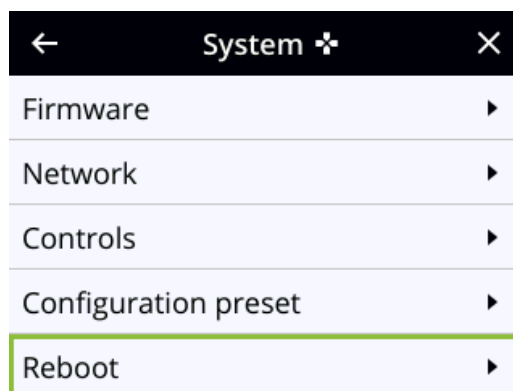 System
Firmware
Network
Controls
Configuration preset
Reboot